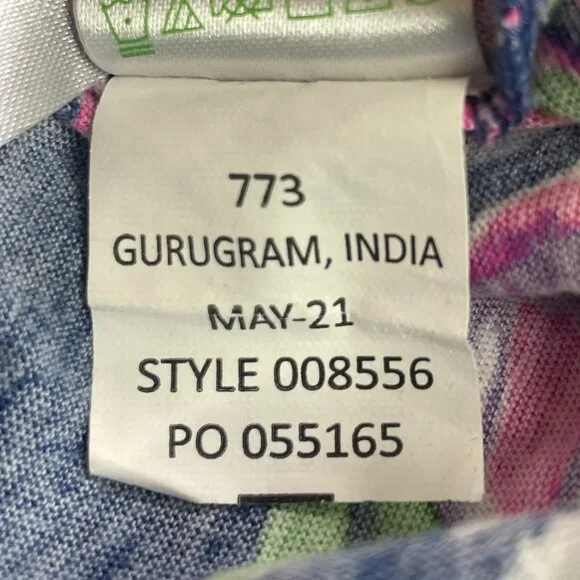 773
GURUGRAM, INDIA
MAY-21
STYLE 008556
PO 055165